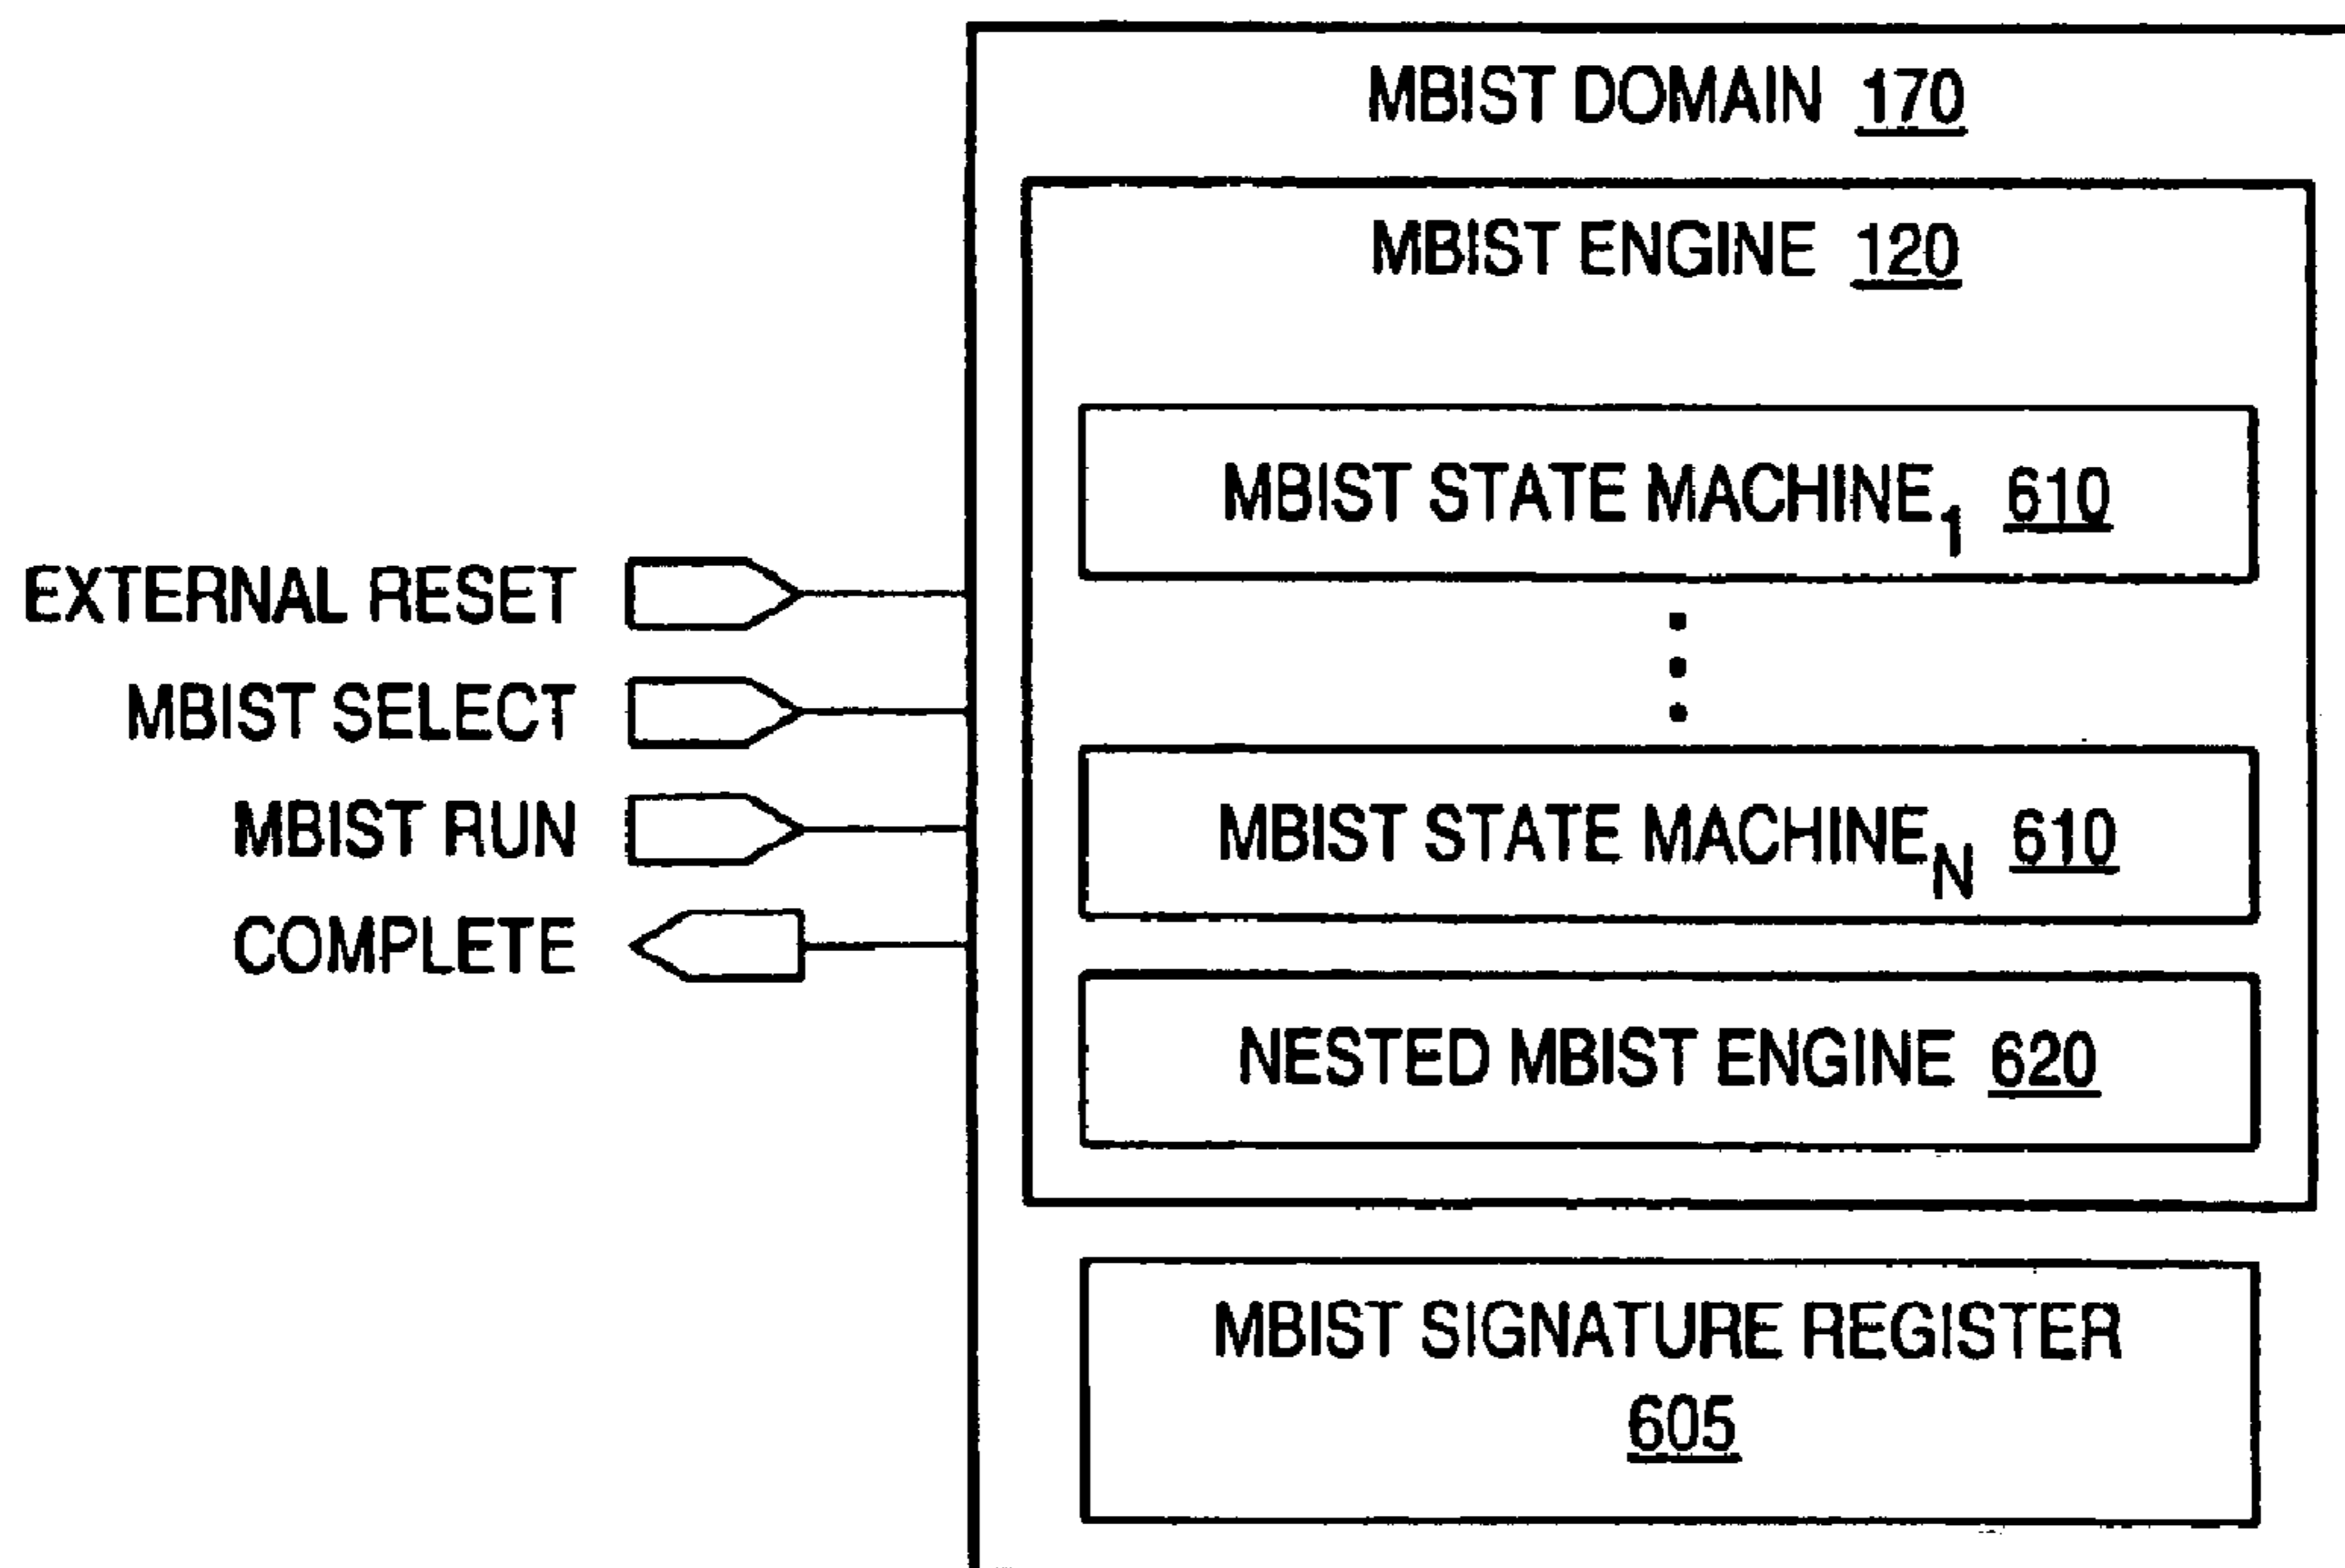 MBIST DOMAIN 170
MBIST ENGINE 120
MBIST STATE MACHINE1 610
EXTERNAL RESET
MBIST SELECT
MBIST RUN
COMPLETE
MBIST STATE MACHINEN 610
NESTED MBIST ENGINE 620
MBIST SIGNATURE REGISTER
605